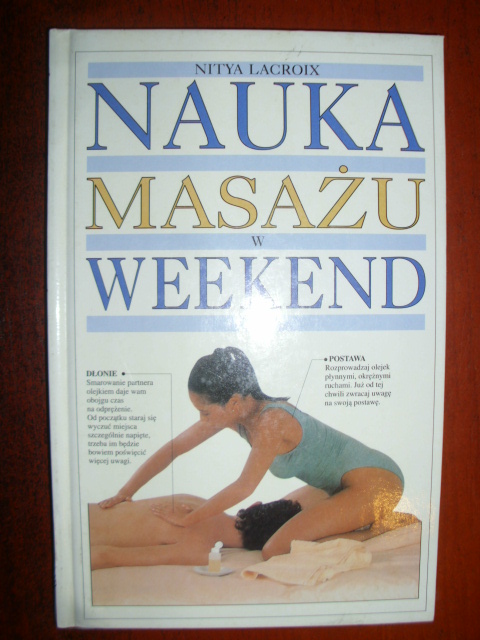 NITYA LACROIX
NAUKA
MASAŻU
W
WEEKEND
DŁONIE
Smarowanie partnera
olejkiem daje wam
obojgu czas
na odprężenie.
Od początku staraj się
wyczuć miejsca
szczególnie napięte,
trzeba im będzie
bowiem poświęcić
więcej uwagi.
POSTAWA
Rozprowadzaj olejek
płynnymi, okrężnymi
ruchami. Już od tej
chwili zwracaj uwagę
na swoją postawę.